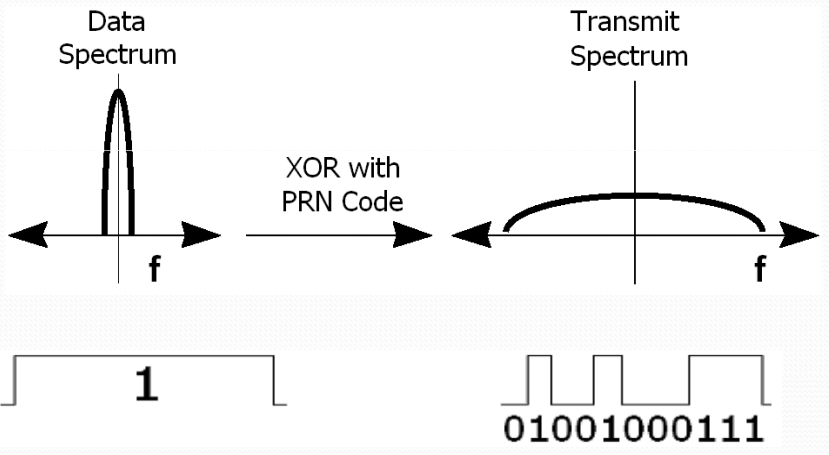 Data
Spectrum
Transmit
Spectrum
XOR with
PRN Code
f
f
1
01001000111